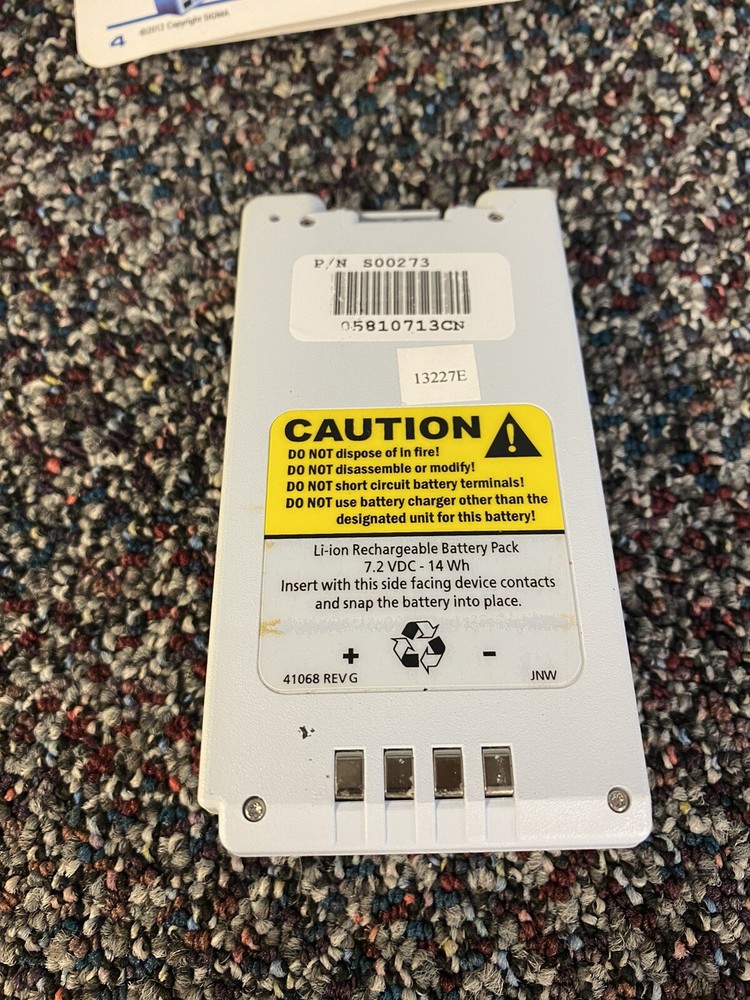 4 ©2012 Copyright SIGMA
P/N S00273
05810713CN
13227E
CAUTION
DO NOT dispose of in fire!
DO NOT disassemble or modify!
DO NOT short circuit battery terminals!
DO NOT use battery charger other than the
designated unit for this battery!
Li-ion Rechargeable Battery Pack
7.2 VDC - 14 Wh
Insert with this side facing device contacts
and snap the battery into place.
+ -
41068 REV G JNW